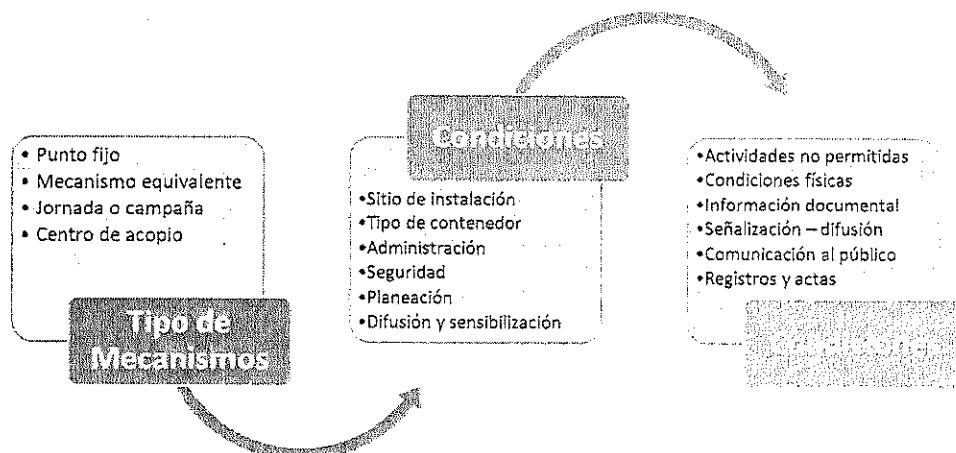 • Punto fijo
• Mecanismo equivalente
• Jornada o campaña
• Centro de acopio
Tipo de
Mecanismos
Condiciones
•Sitio de instalación
•Tipo de contenedor
•Administración
•Seguridad
•Planeación
•Difusión y sensibilización
•Actividades no permitidas
•Condiciones físicas
•Información documental
•Señalización – difusión
•Comunicación al público
•Registros y actas